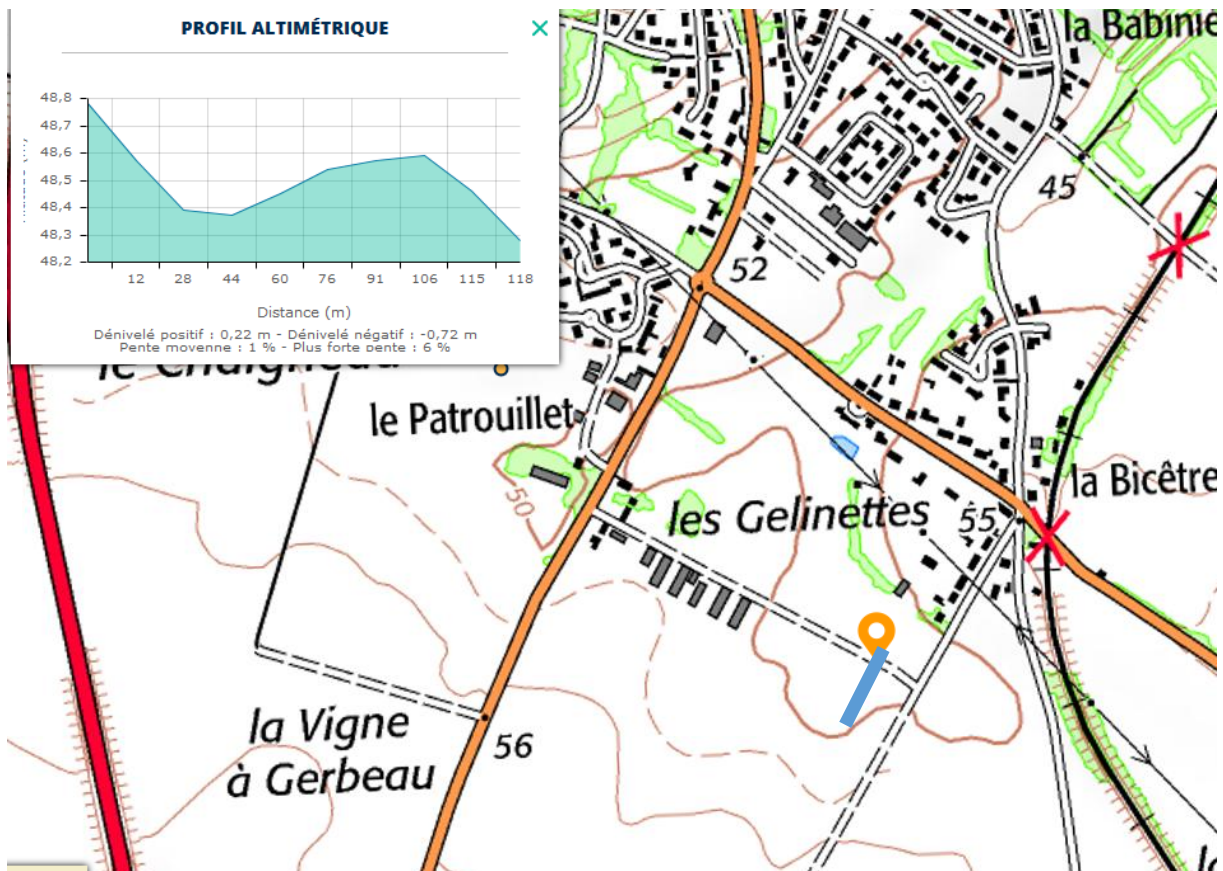 PROFIL ALTIMÉTRIQUE
×
48,8
48,7
48,6
48,5
48,4
48,3
48,2
12 28 44 60 76 91 106 115 118
Distance (m)
Dénivelé positif : 0,22 m - Dénivelé négatif : -0,72 m
Pente moyenne : 1 % - Plus forte pente : 6 %
la Babinie
45
52
le Patrouillet
50
la Bicêtre
les Gelinettes
55
la Vigne
à Gerbeau
56